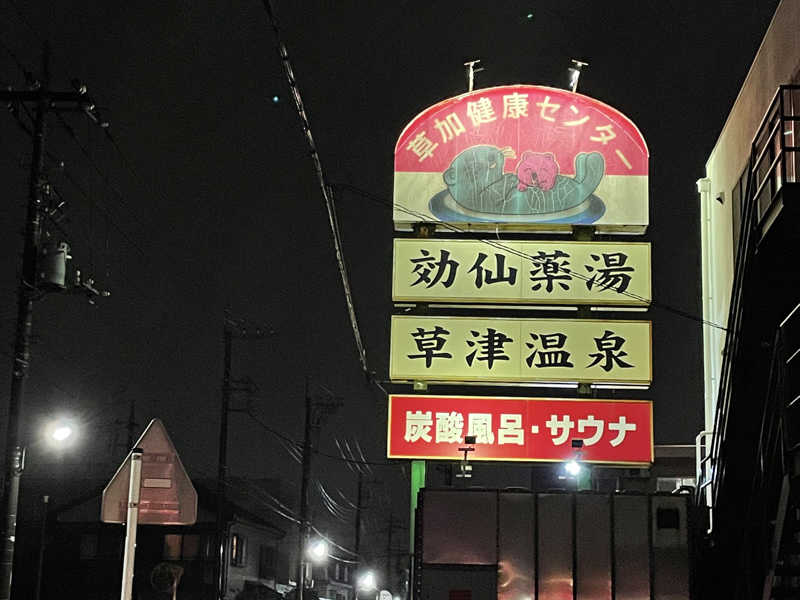 草加健康センター
効仙薬湯
草津温泉
炭酸風呂・サウナ